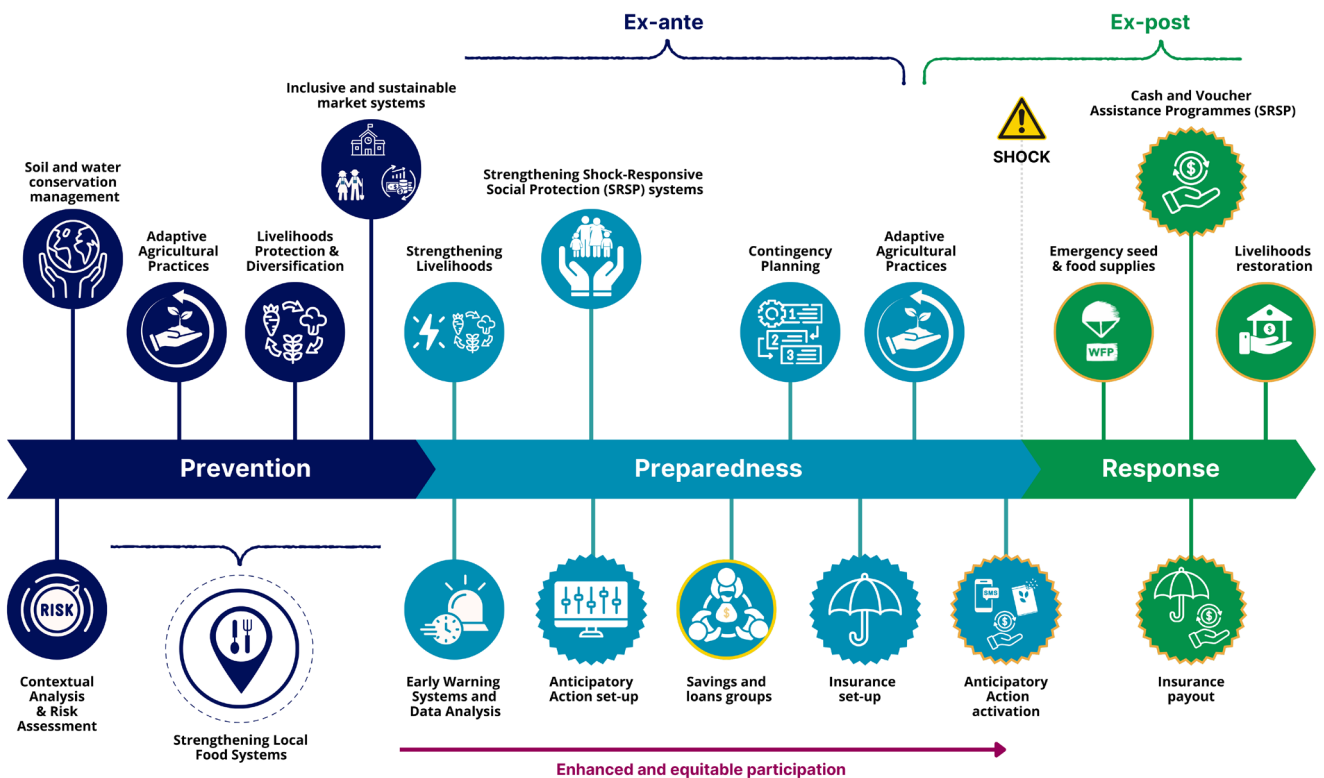 Ex-ante
Ex-post
Inclusive and sustainable
market systems
Cash and Voucher
Assistance Programmes (SRSP)
SHOCK
Soil and water
conservation
management
Strengthening Shock-Responsive
Social Protection (SRSP) systems
Adaptive
Agricultural
Practices
Livelihoods
Protection &
Diversification
Strengthening
Livelihoods
Contingency
Planning
Adaptive
Agricultural
Practices
Emergency seed
& food supplies
Livelihoods
restoration
1
2
3
WFP
Prevention
Preparedness
Response
RISK
SMS
Contextual
Analysis
& Risk
Assessment
Strengthening Local
Food Systems
Early Warning
Systems and
Data Analysis
Anticipatory
Action set-up
Savings and
loans groups
Insurance
set-up
Anticipatory
Action
activation
Insurance
payout
Enhanced and equitable participation